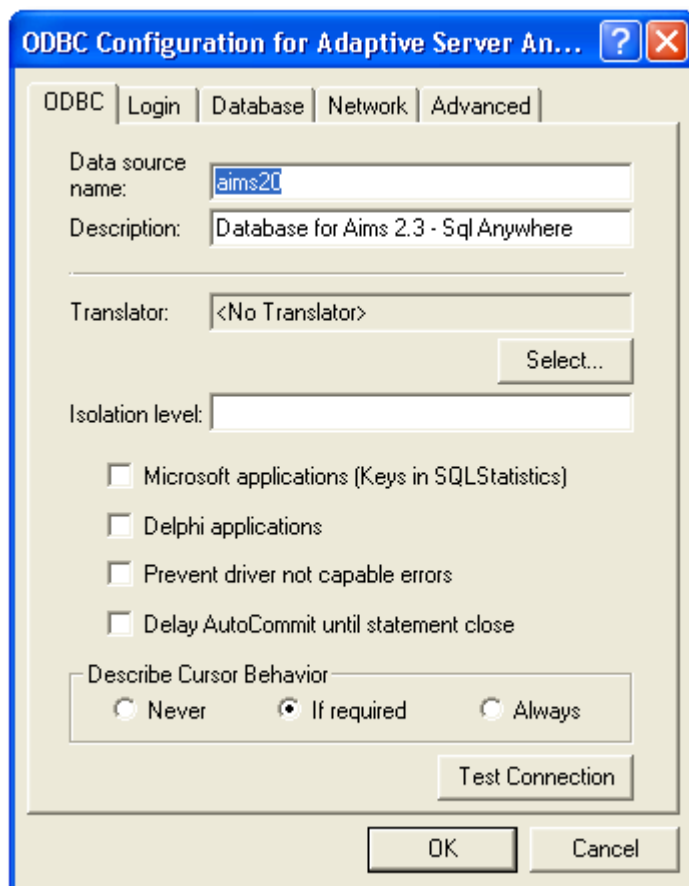 ODBC Configuration for Adaptive Server An...
ODBC Login Database Network Advanced
Data source
name:
aims20
Description: Database for Aims 2.3 - Sql Anywhere
Translator: <No Translator>
Select...
Isolation level:
Microsoft applications (Keys in SQLStatistics)
Delphi applications
Prevent driver not capable errors
Delay AutoCommit until statement close
Describe Cursor Behavior
Never If required Always
Test Connection
OK Cancel